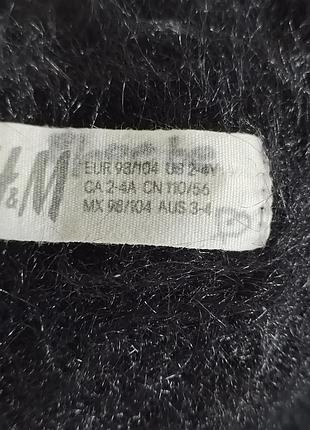 H&M
EUR 98/104 US 2-4Y
CA 2-4A CN 110/56
MX 98/104 AUS 3-4